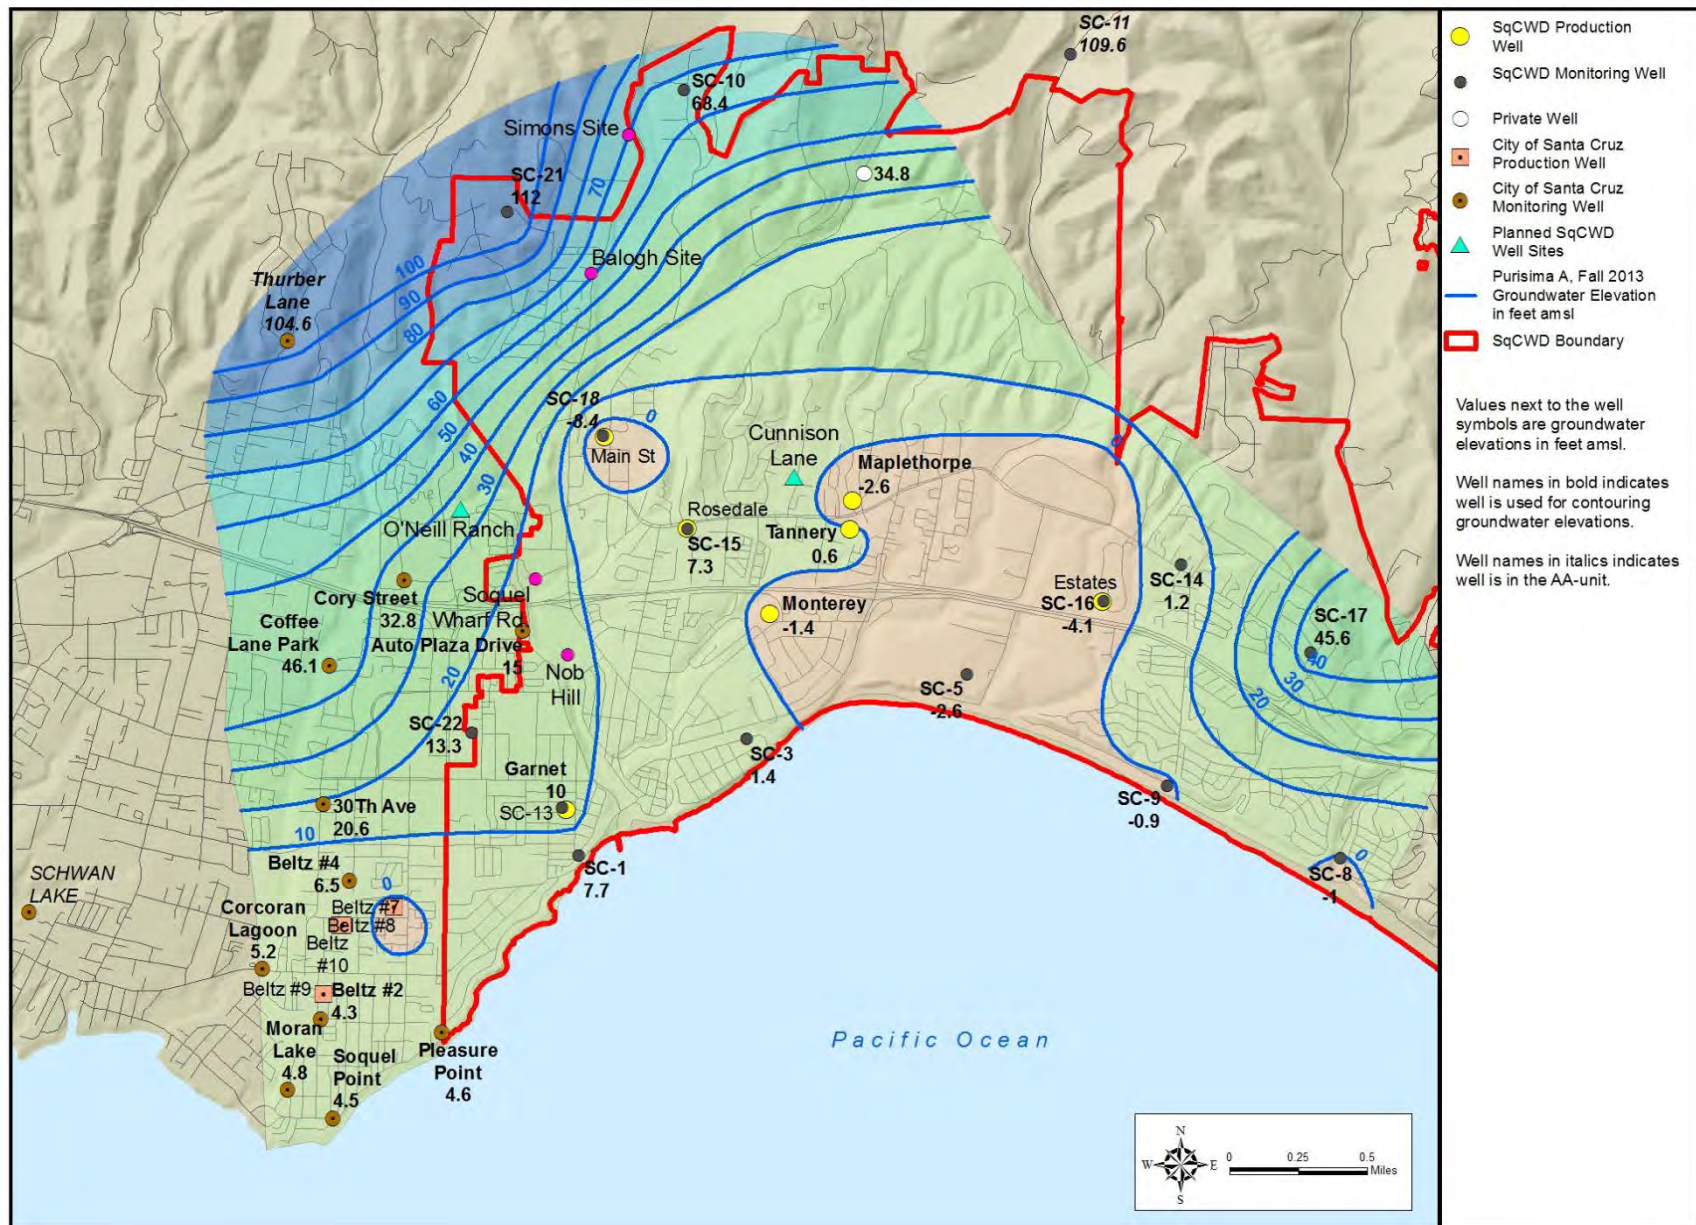 SC-11
109.6
SC-10
68.4
Simons Site
SC-21
112
70
34.8
Balogh Site
100
90
80
Thurber
Lane
104.6
60
50
40
30
20
SC-18
-8.4
0
Main St
Cunnison
Lane
Maplethorpe
-2.6
0
O'Neill Ranch
Rosedale
SC-15
7.3
Tannery
0.6
Cory Street
32.8
Soquel
Wharf Rd
Coffee
Lane Park
46.1
Auto Plaza Drive
15
Monterey
-1.4
Estates
SC-16
-4.1
SC-14
1.2
SC-17
45.6
40
30
20
Nob
Hill
SC-22
13.3
SC-5
-2.6
SC-3
1.4
Garnet
10
SC-13
SC-9
-0.9
30Th Ave
20.6
10
SC-1
7.7
SC-8
-1
0
SCHWAN
LAKE
Beltz #4
6.5
0
Corcoran
Lagoon
5.2
Beltz #7
Beltz #8
Beltz
#10
Beltz #9
Beltz #2
4.3
Moran
Lake
4.8
Soquel
Point
4.5
Pleasure
Point
4.6
Pacific Ocean
N
W
E
S
0
0.25
0.5
Miles
SqCWD Production
Well
SqCWD Monitoring Well
Private Well
City of Santa Cruz
Production Well
City of Santa Cruz
Monitoring Well
Planned SqCWD
Well Sites
Purisima A, Fall 2013
Groundwater Elevation
in feet amsl
SqCWD Boundary
Values next to the well
symbols are groundwater
elevations in feet amsl.
Well names in bold indicates
well is used for contouring
groundwater elevations.
Well names in italics indicates
well is in the AA-unit.